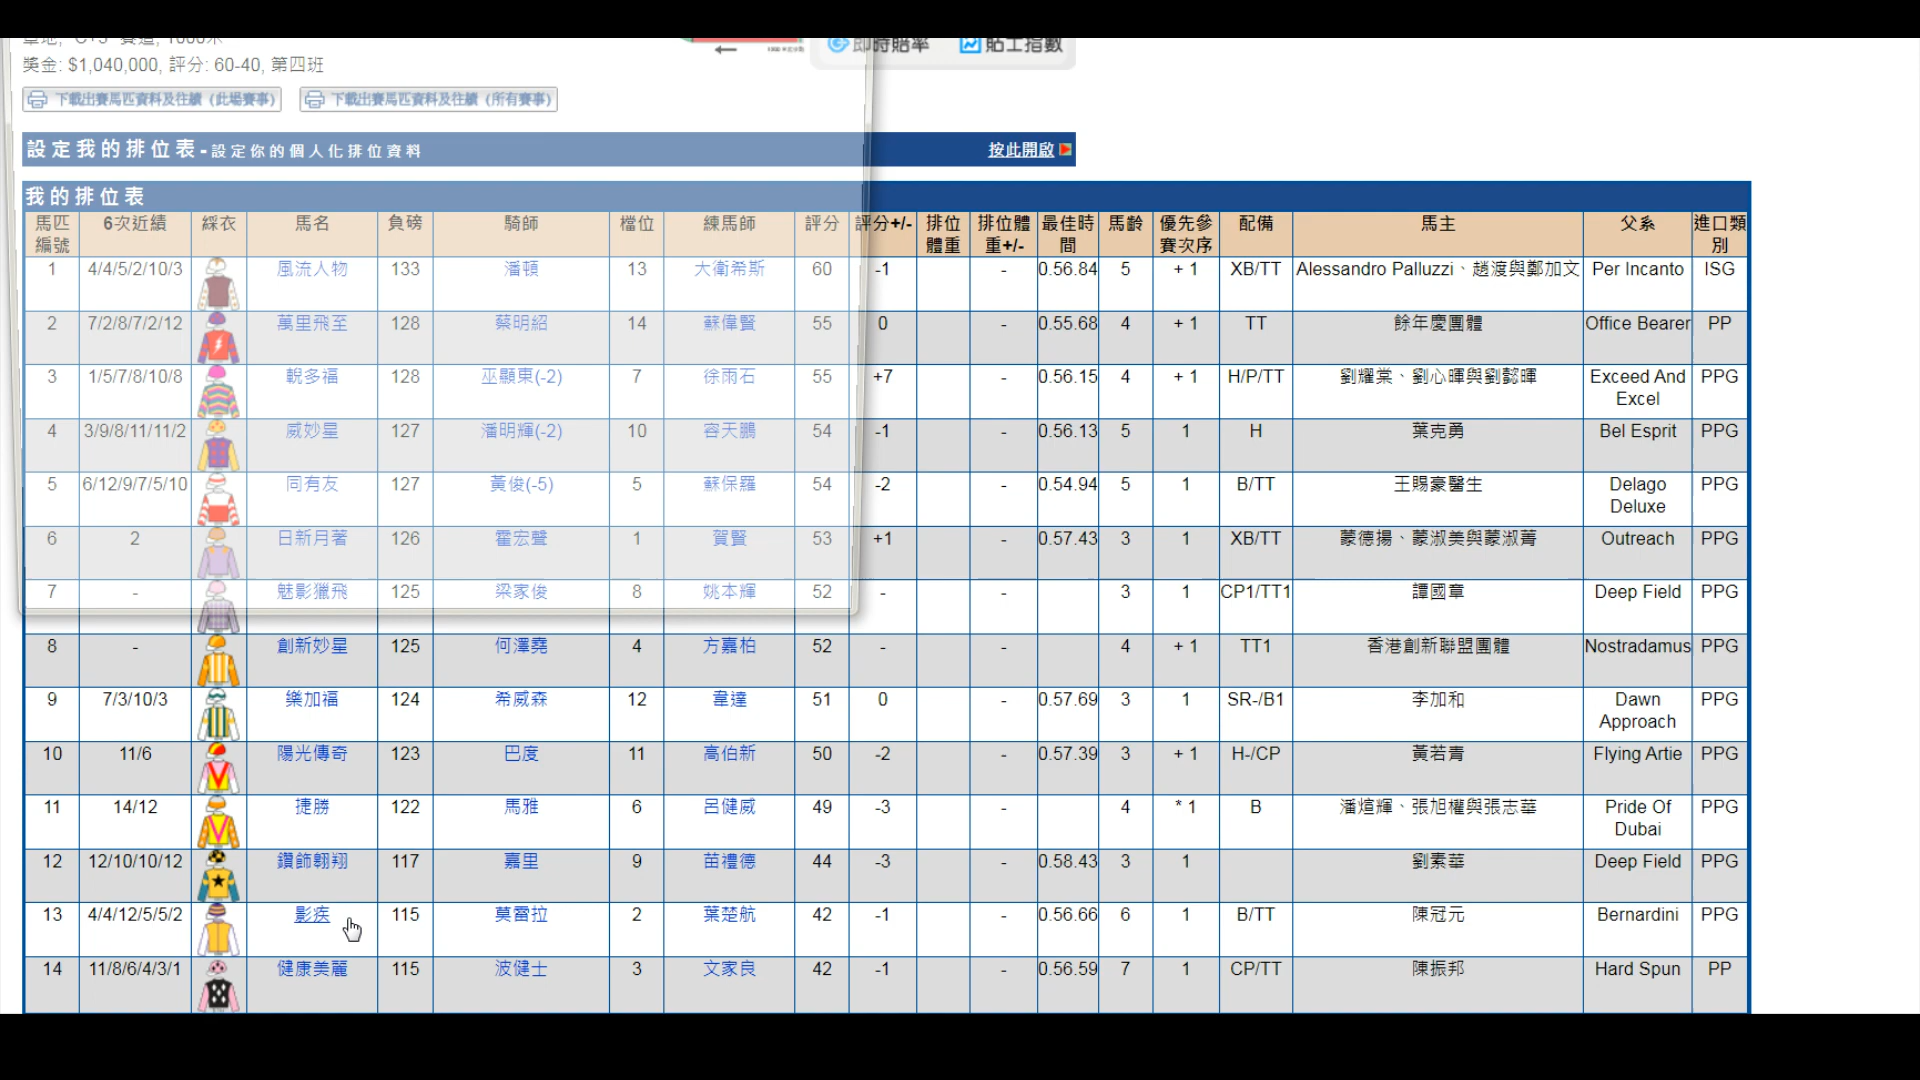 草地, "C+3" 賽道, 1000米
即時賠率 貼士指數
獎金: $1,040,000, 評分: 60-40, 第四班
下載出賽馬匹資料及往績 (此場賽事) 下載出賽馬匹資料及往績 (所有賽事)
設定我的排位表-設定你的個人化排位資料 按此開啟
我的排位表
馬匹編號 6次近績 綵衣 馬名 負磅 騎師 檔位 練馬師 評分 評分+/- 排位體重 排位體重+/- 最佳時間 馬齡 優先參賽次序 配備 馬主 父系 進口類別
1 4/4/5/2/10/3 風流人物 133 潘頓 13 大衛希斯 60 -1 - 0.56.84 5 + 1 XB/TT Alessandro Palluzzi、趙渡與鄭加文 Per Incanto ISG
2 7/2/8/7/2/12 萬里飛至 128 蔡明紹 14 蘇偉賢 55 0 - 0.55.68 4 + 1 TT 餘年慶團體 Office Bearer PP
3 1/5/7/8/10/8 輗多福 128 巫顯東(-2) 7 徐雨石 55 +7 - 0.56.15 4 + 1 H/P/TT 劉耀棠、劉心暉與劉懿暉 Exceed And Excel PPG
4 3/9/8/11/11/2 威妙星 127 潘明輝(-2) 10 容天鵬 54 -1 - 0.56.13 5 1 H 葉克勇 Bel Esprit PPG
5 6/12/9/7/5/10 同有友 127 黃俊(-5) 5 蘇保羅 54 -2 - 0.54.94 5 1 B/TT 王賜豪醫生 Delago Deluxe PPG
6 2 日新月著 126 霍宏聲 1 賀賢 53 +1 - 0.57.43 3 1 XB/TT 蒙德揚、蒙淑美與蒙淑菁 Outreach PPG
7 - 魅影獵飛 125 梁家俊 8 姚本輝 52 - - 3 1 CP1/TT1 譚國章 Deep Field PPG
8 - 創新妙星 125 何澤堯 4 方嘉柏 52 - - 4 + 1 TT1 香港創新聯盟團體 Nostradamus PPG
9 7/3/10/3 樂加福 124 希威森 12 韋達 51 0 - 0.57.69 3 1 SR-/B1 李加和 Dawn Approach PPG
10 11/6 陽光傳奇 123 巴度 11 高伯新 50 -2 - 0.57.39 3 + 1 H-/CP 黃若青 Flying Artie PPG
11 14/12 捷勝 122 馬雅 6 呂健威 49 -3 - 4 * 1 B 潘煊輝、張旭權與張志華 Pride Of Dubai PPG
12 12/10/10/12 鑽飾翱翔 117 嘉里 9 苗禮德 44 -3 - 0.58.43 3 1 劉素華 Deep Field PPG
13 4/4/12/5/5/2 影疾 115 莫雷拉 2 葉楚航 42 -1 - 0.56.66 6 1 B/TT 陳冠元 Bernardini PPG
14 11/8/6/4/3/1 健康美麗 115 波健士 3 文家良 42 -1 - 0.56.59 7 1 CP/TT 陳振邦 Hard Spun PP